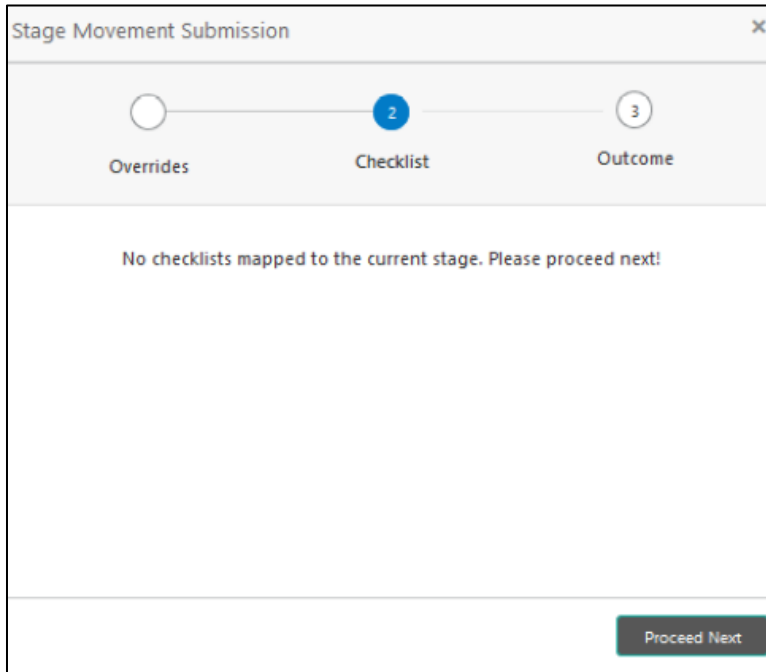 Stage Movement Submission ×
2 3
Overrides Checklist Outcome
No checklists mapped to the current stage. Please proceed next!
Proceed Next